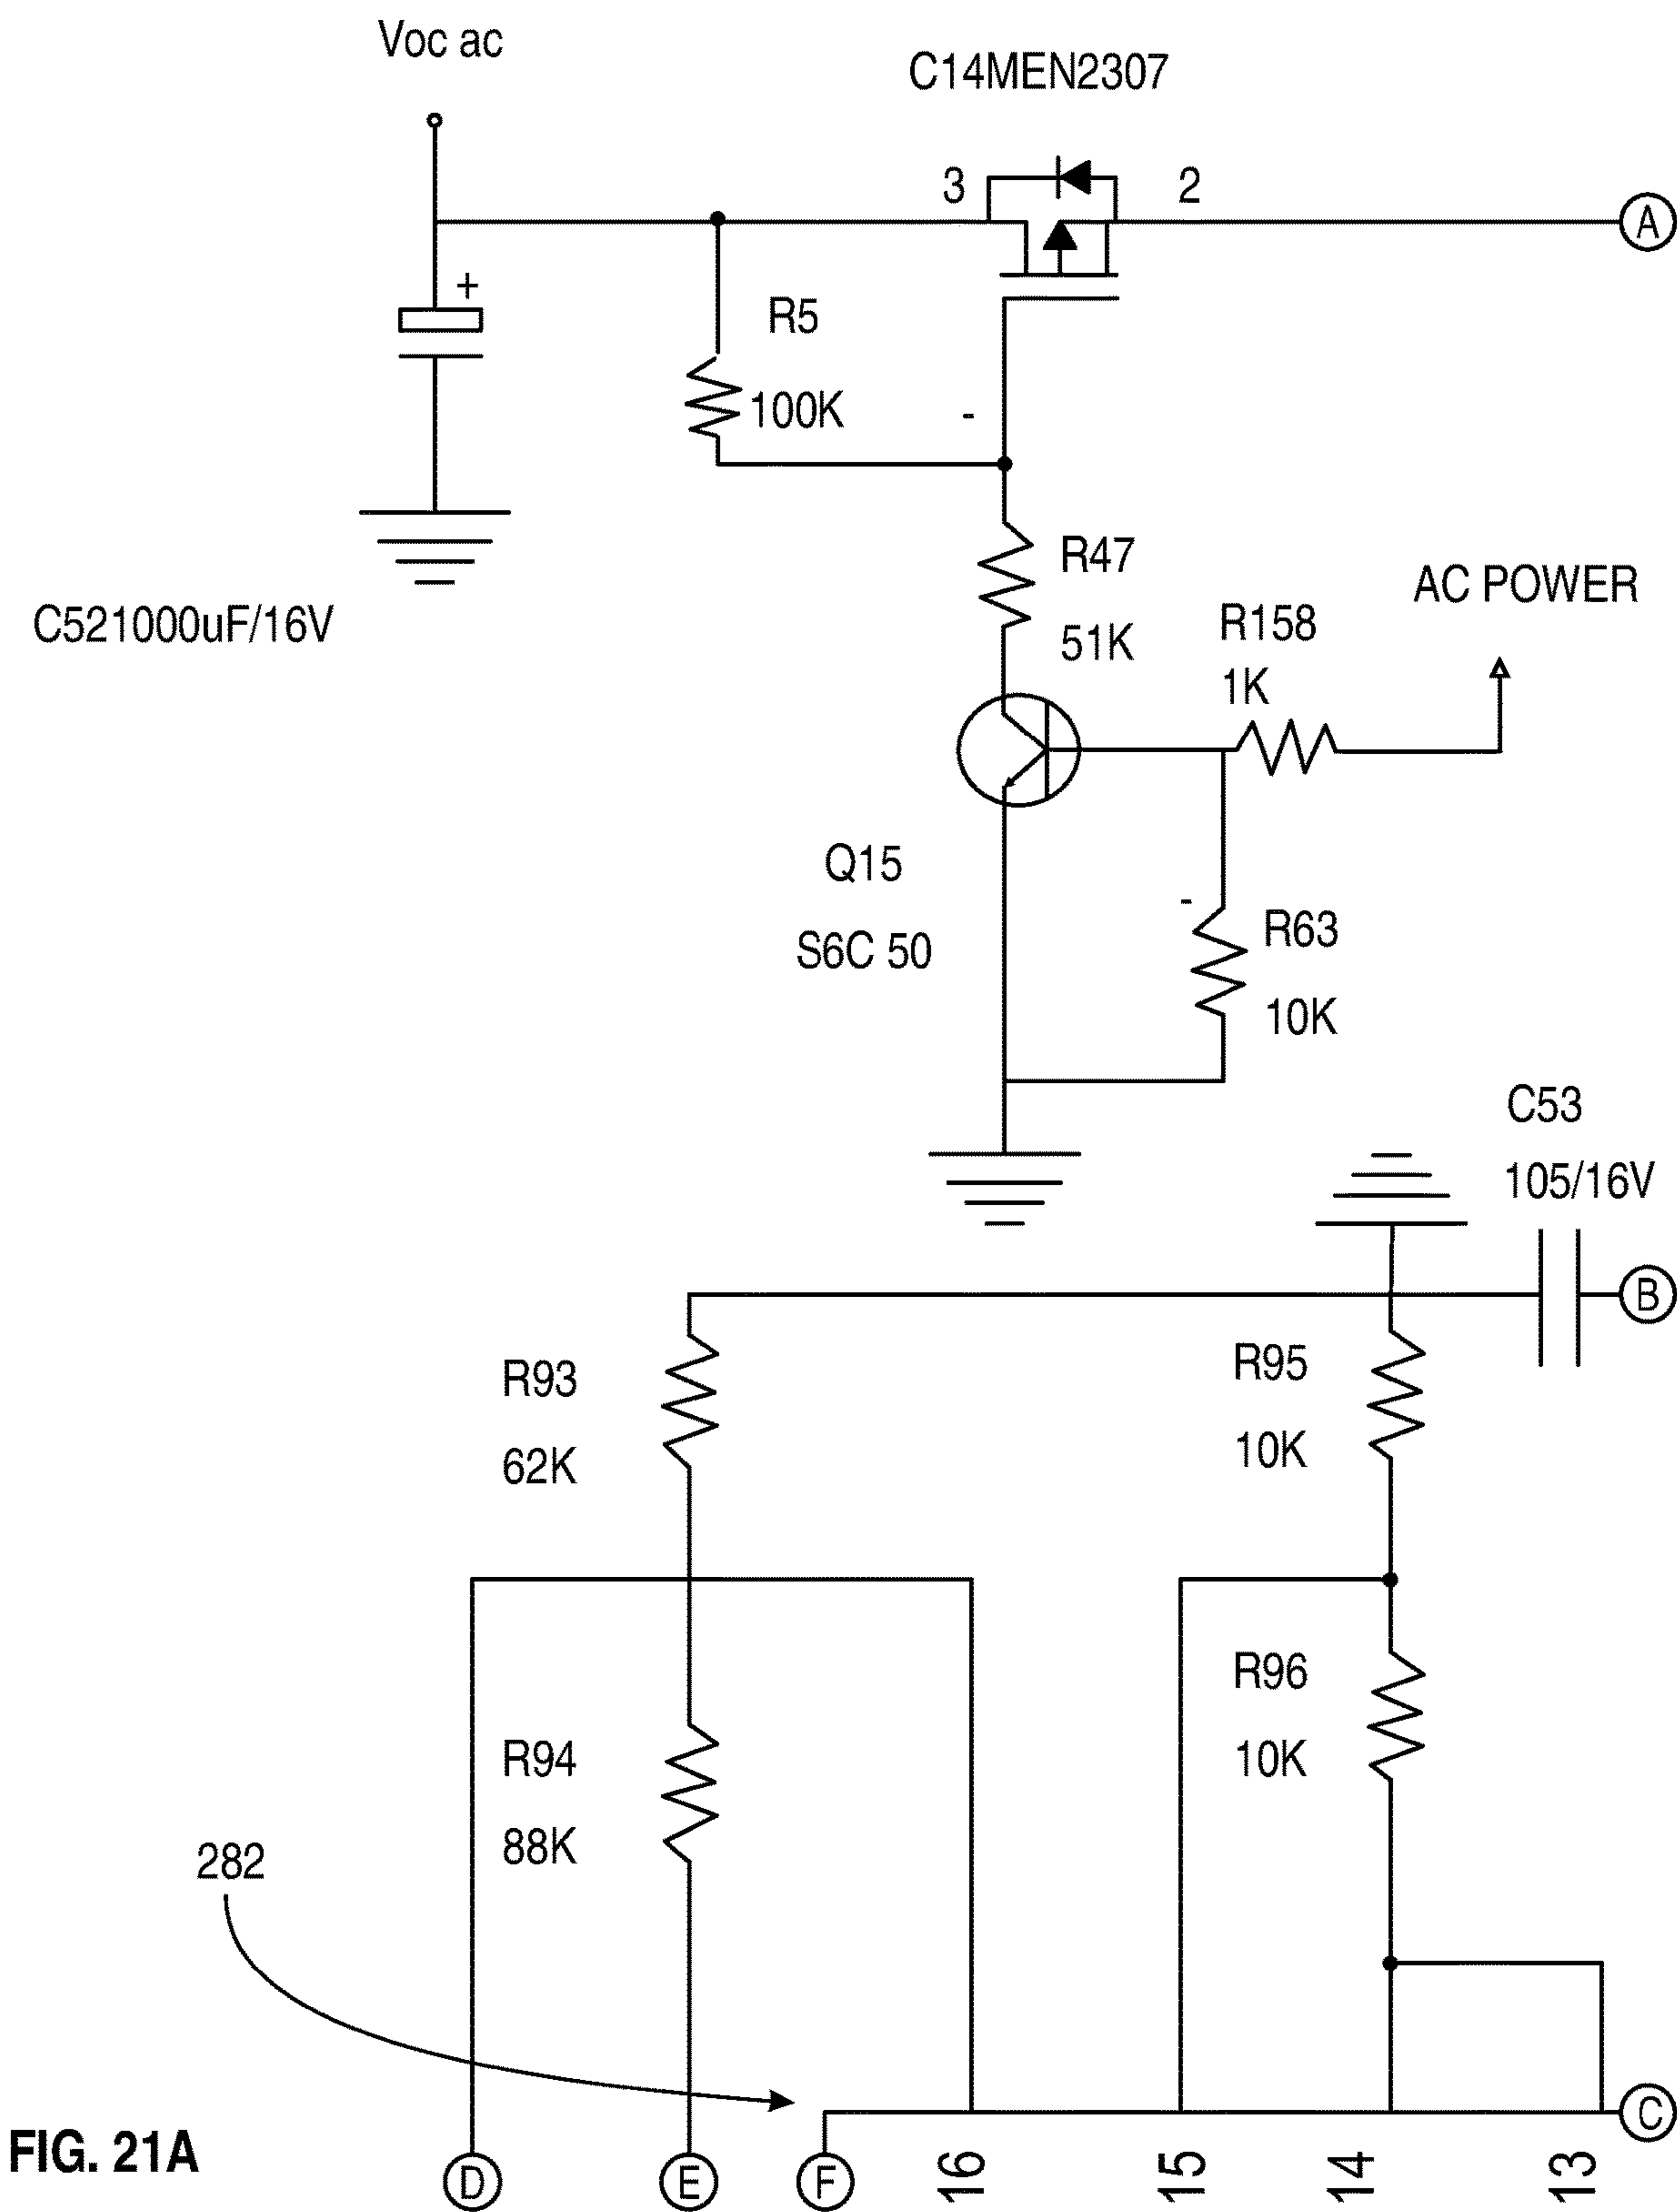 Voc ac
C14MEN2307
3
2
A
+
R5
100K
-
C521000uF/16V
R47
51K
AC POWER
R158
1K
Q15
S6C 50
-
R63
10K
C53
105/16V
B
R93
62K
R95
10K
R94
88K
R96
10K
282
C
FIG. 21A
D
E
F
16
15
14
13